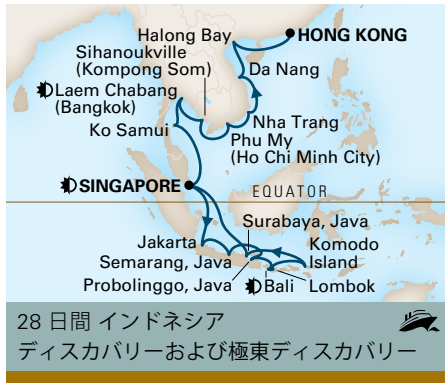 Halong Bay
HONG KONG
Sihanoukville
(Kompong Som)
Da Nang
Laem Chabang
(Bangkok)
Ko Samui
Nha Trang
Phu My
(Ho Chi Minh City)
SINGAPORE
EQUATOR
Surabaya, Java
Jakarta
Komodo
Island
Semarang, Java
Probolinggo, Java
Bali
Lombok
28 日間 インドネシア
ディスカバリーおよび極東ディスカバリー